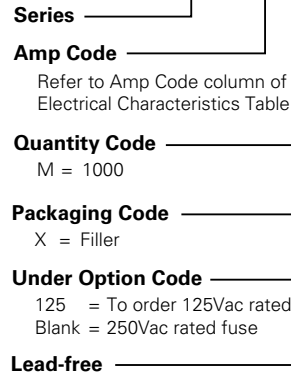 Series
Amp Code
Refer to Amp Code column of
Electrical Characteristics Table
Quantity Code
M = 1000
Packaging Code
X = Filler
Under Option Code
125 = To order 125Vac rated
Blank = 250Vac rated fuse
Lead-free